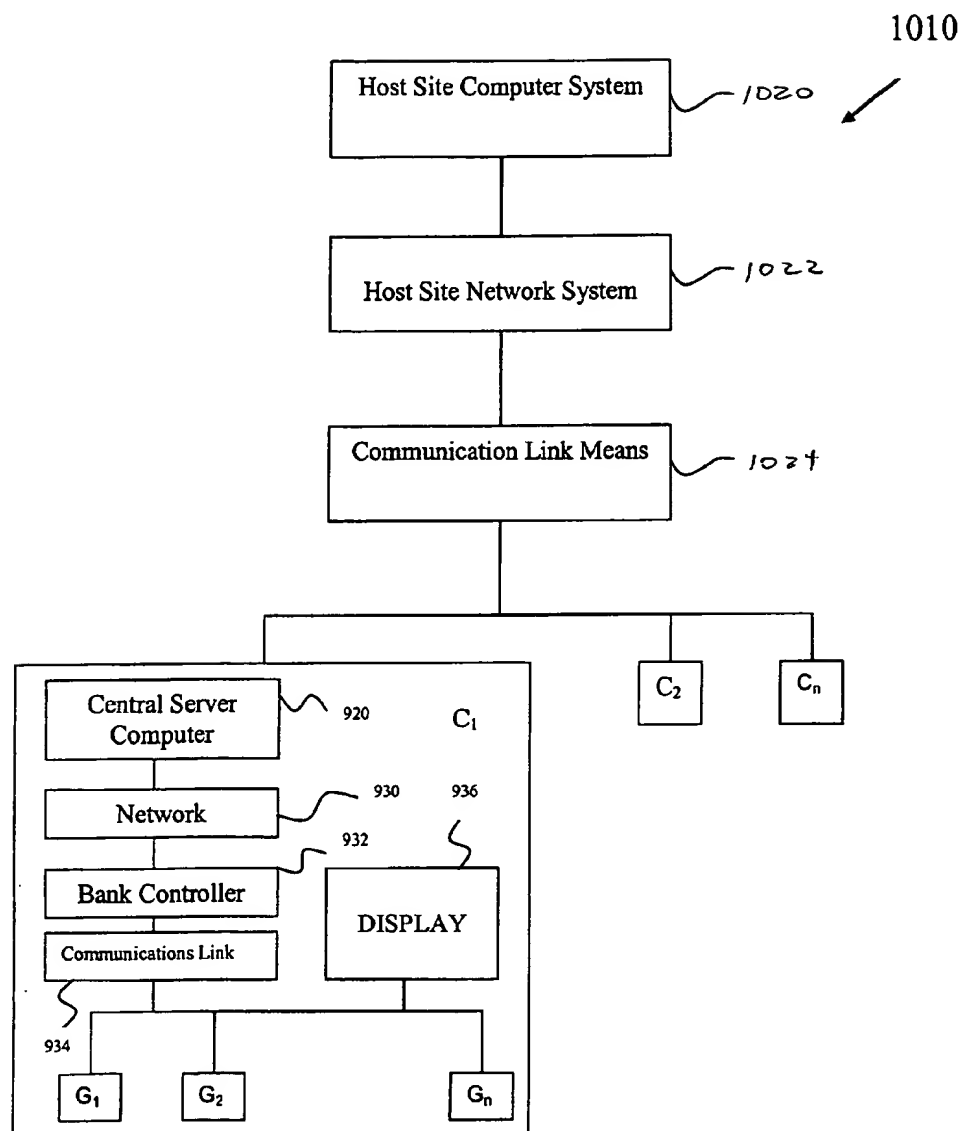 1010
Host Site Computer System
1020
Host Site Network System
1022
Communication Link Means
1024
C₂
Cₙ
Central Server
Computer
920
C₁
Network
930
936
932
Bank Controller
DISPLAY
Communications Link
934
G₁
G₂
Gₙ